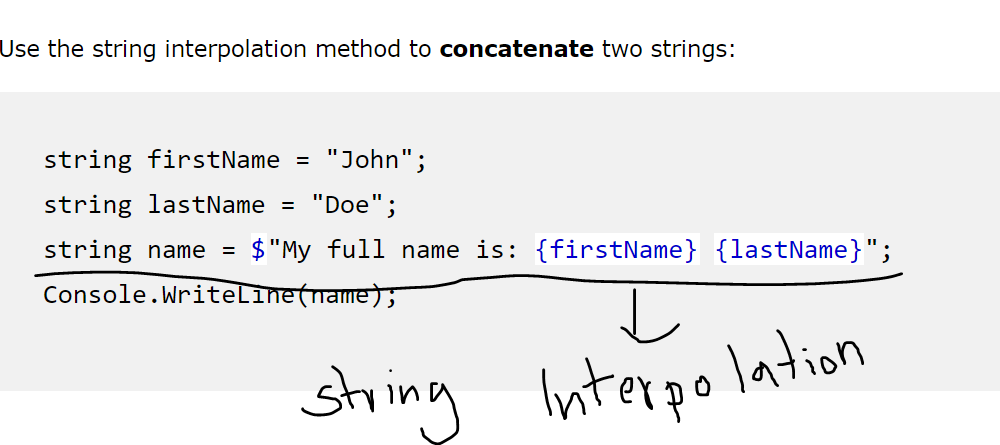 Use the string interpolation method to concatenate two strings:
string firstName = "John";
string lastName = "Doe";
string name = $"My full name is: {firstName} {lastName}";
Console.WriteLine(name);
String Interpolation